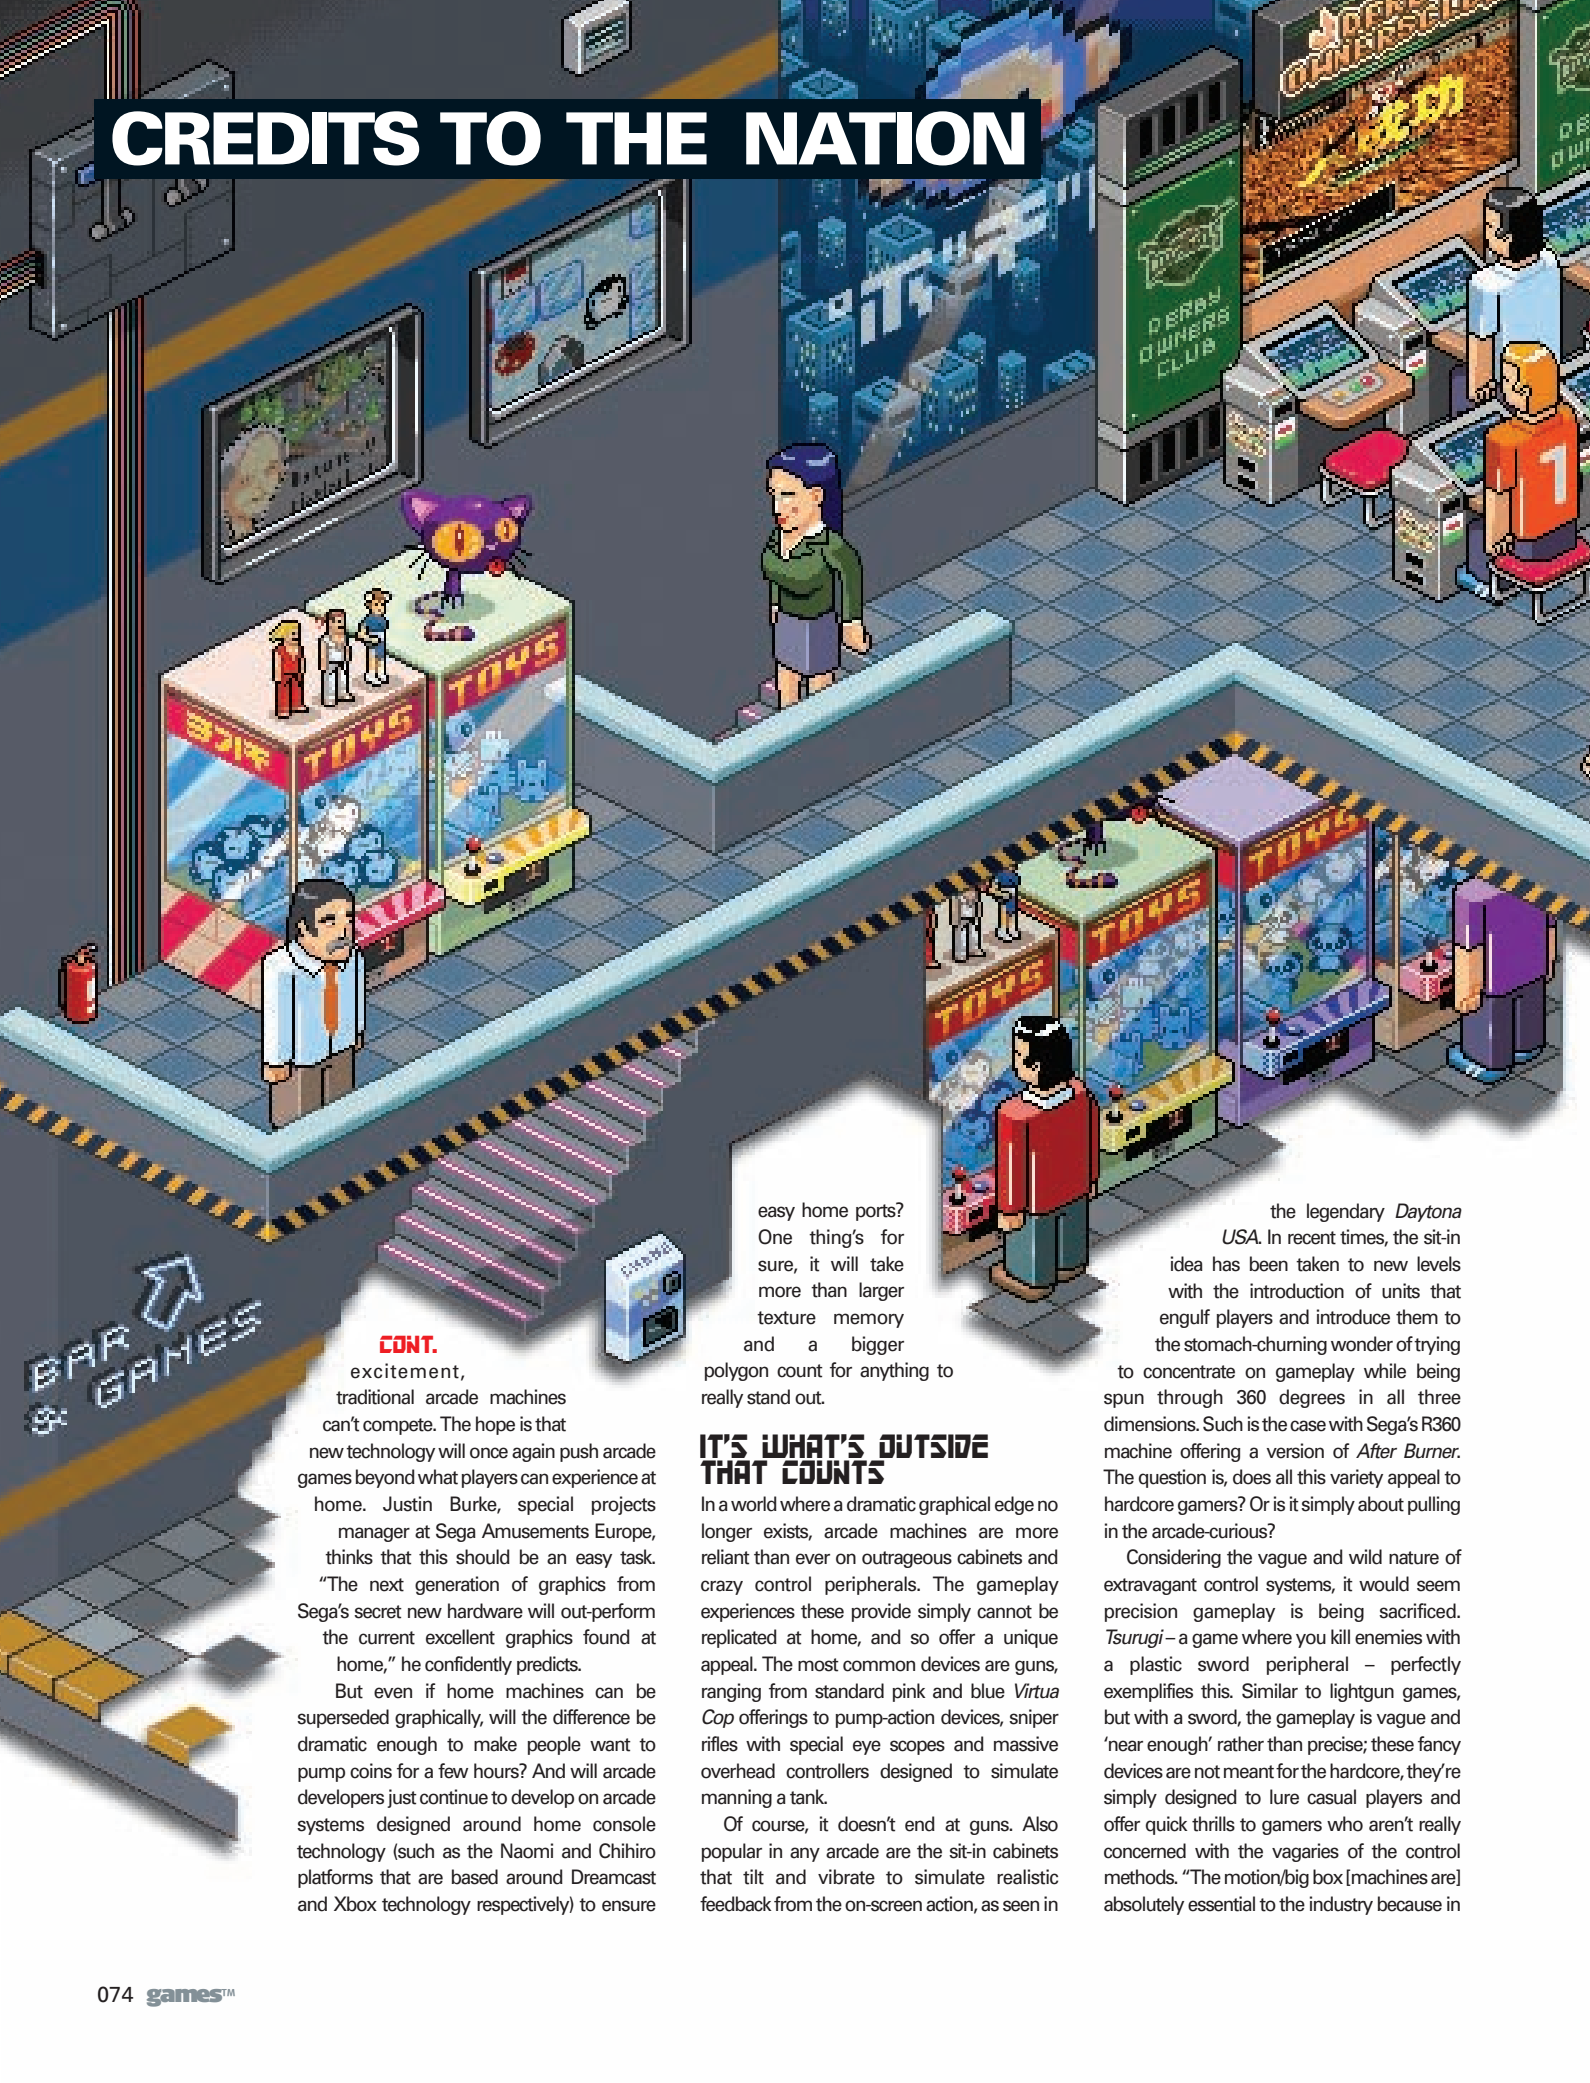 CREDITS TO THE NATION
DERBY
OWNERS
CLUB
TOYS
TOYS
TOYS
TOYS
TOYS
1
BAR
& GAMES
CONT.
excitement,
traditional arcade machines
can't compete. The hope is that
new technology will once again push arcade
games beyond what players can experience at
home. Justin Burke, special projects
manager at Sega Amusements Europe,
thinks that this should be an easy task.
“The next generation of graphics from
Sega's secret new hardware will out-perform
the current excellent graphics found at
home,” he confidently predicts.
But even if home machines can be
superseded graphically, will the difference be
dramatic enough to make people want to
pump coins for a few hours? And will arcade
developers just continue to develop on arcade
systems designed around home console
technology (such as the Naomi and Chihiro
platforms that are based around Dreamcast
and Xbox technology respectively) to ensure
easy home ports?
One thing's for
sure, it will take
more than larger
texture memory
and a bigger
polygon count for anything to
really stand out.
IT'S WHAT'S OUTSIDE
THAT COUNTS
In a world where a dramatic graphical edge no
longer exists, arcade machines are more
reliant than ever on outrageous cabinets and
crazy control peripherals. The gameplay
experiences these provide simply cannot be
replicated at home, and so offer a unique
appeal. The most common devices are guns,
ranging from standard pink and blue Virtua
Cop offerings to pump-action devices, sniper
rifles with special eye scopes and massive
overhead controllers designed to simulate
manning a tank.
Of course, it doesn't end at guns. Also
popular in any arcade are the sit-in cabinets
that tilt and vibrate to simulate realistic
feedback from the on-screen action, as seen in
the legendary Daytona
USA. In recent times, the sit-in
idea has been taken to new levels
with the introduction of units that
engulf players and introduce them to
the stomach-churning wonder of trying
to concentrate on gameplay while being
spun through 360 degrees in all three
dimensions. Such is the case with Sega's R360
machine offering a version of After Burner.
The question is, does all this variety appeal to
hardcore gamers? Or is it simply about pulling
in the arcade-curious?
Considering the vague and wild nature of
extravagant control systems, it would seem
precision gameplay is being sacrificed.
Tsurugi – a game where you kill enemies with
a plastic sword peripheral – perfectly
exemplifies this. Similar to lightgun games,
but with a sword, the gameplay is vague and
‘near enough’ rather than precise; these fancy
devices are not meant for the hardcore, they're
simply designed to lure casual players and
offer quick thrills to gamers who aren't really
concerned with the vagaries of the control
methods. “The motion/big box [machines are]
absolutely essential to the industry because in
074 games™